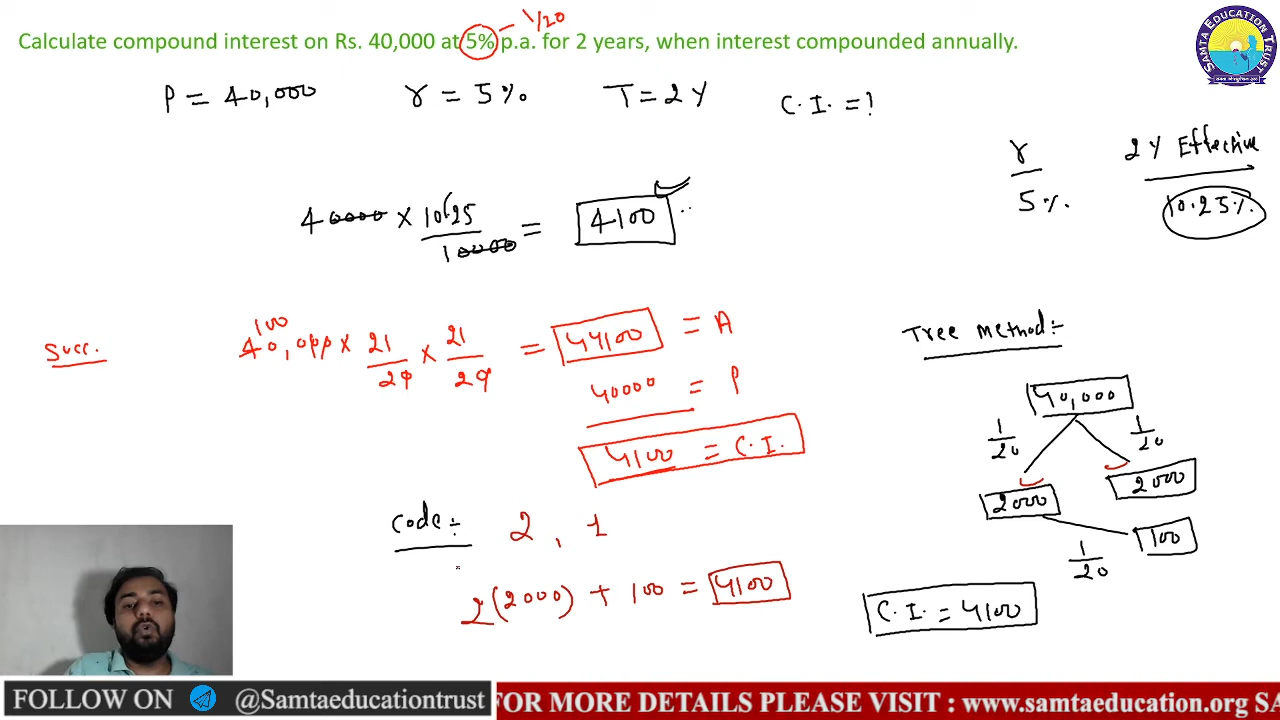 1/20
Calculate compound interest on Rs. 40,000 at 5% p.a. for 2 years, when interest compounded annually.
SAMTA EDUCATION TRUST
P = 40,000 r = 5% T = 2 Y C.I. = ?
r 2 Y Effective
5% 10.25%
40000 × 1025 / 10000 = 4100
Succ.
100
40,000 × 21/20 × 21/20 = 44100 = A
40000 = P
4100 = C.I.
Tree Method:-
40,000
1/20 1/20
2000 2000
1/20 100
C.I. = 4100
Code:- 2, 1
2(2000) + 100 = 4100
FOLLOW ON @Samtaeducationtrust
FOR MORE DETAILS PLEASE VISIT : www.samtaeducation.org SA